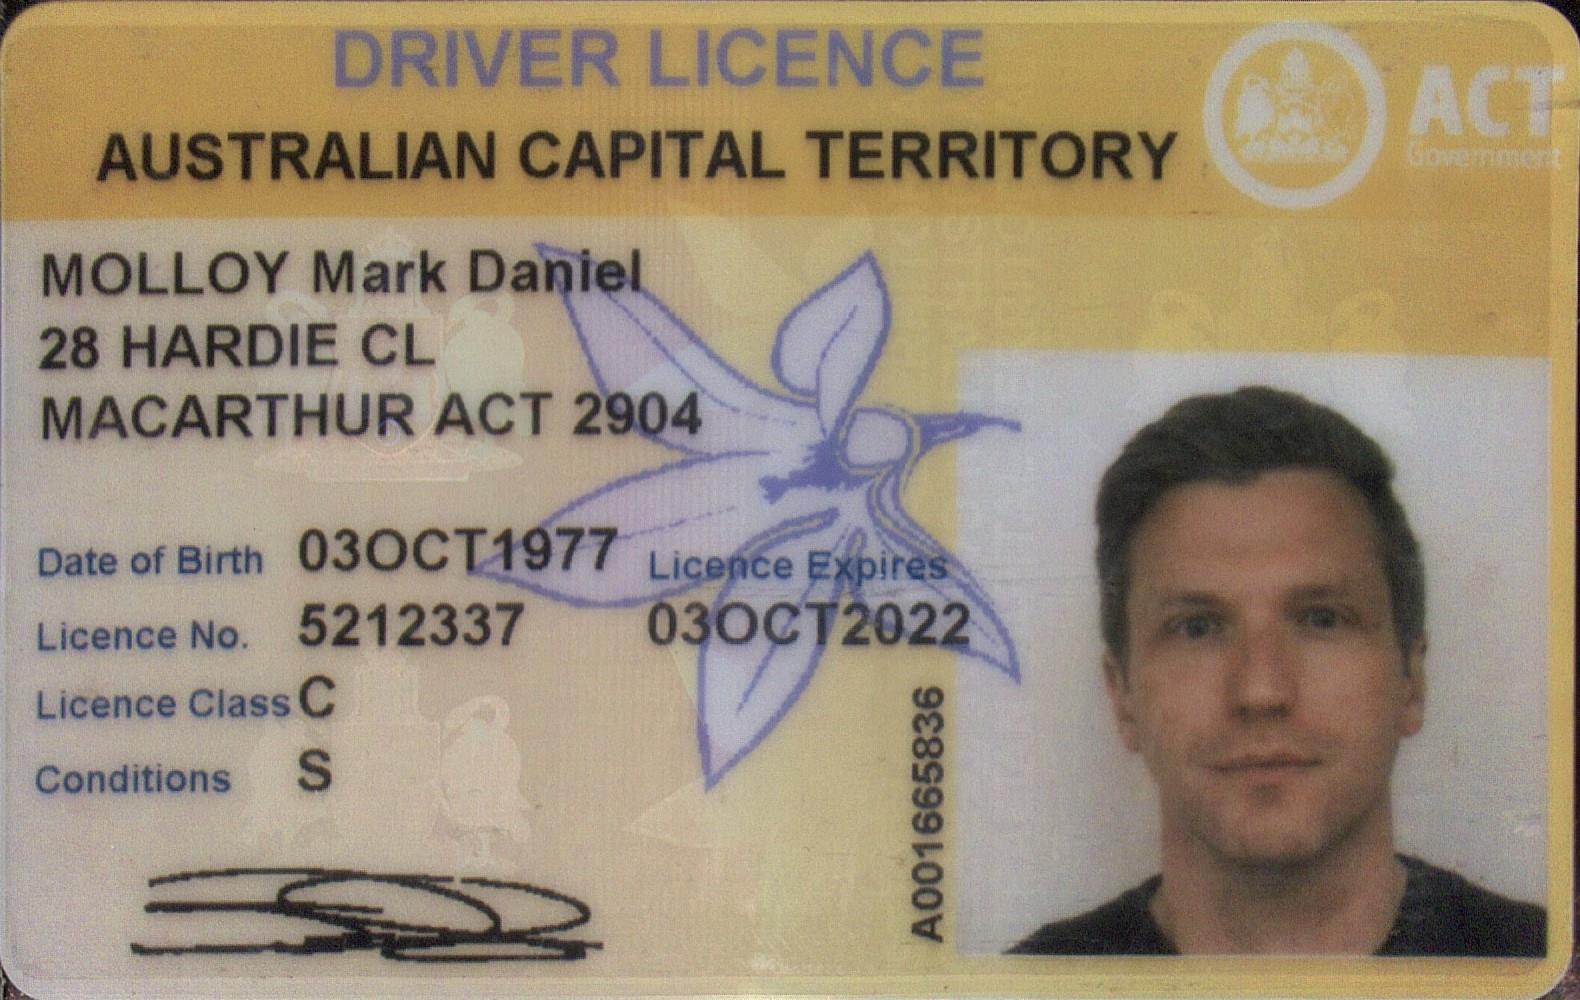 DRIVER LICENCE
AUSTRALIAN CAPITAL TERRITORY
ACT
Government
MOLLOY Mark Daniel
28 HARDIE CL
MACARTHUR ACT 2904
Date of Birth 03OCT1977
Licence Expires
Licence No. 5212337
03OCT2022
Licence Class C
Conditions S
A001665836